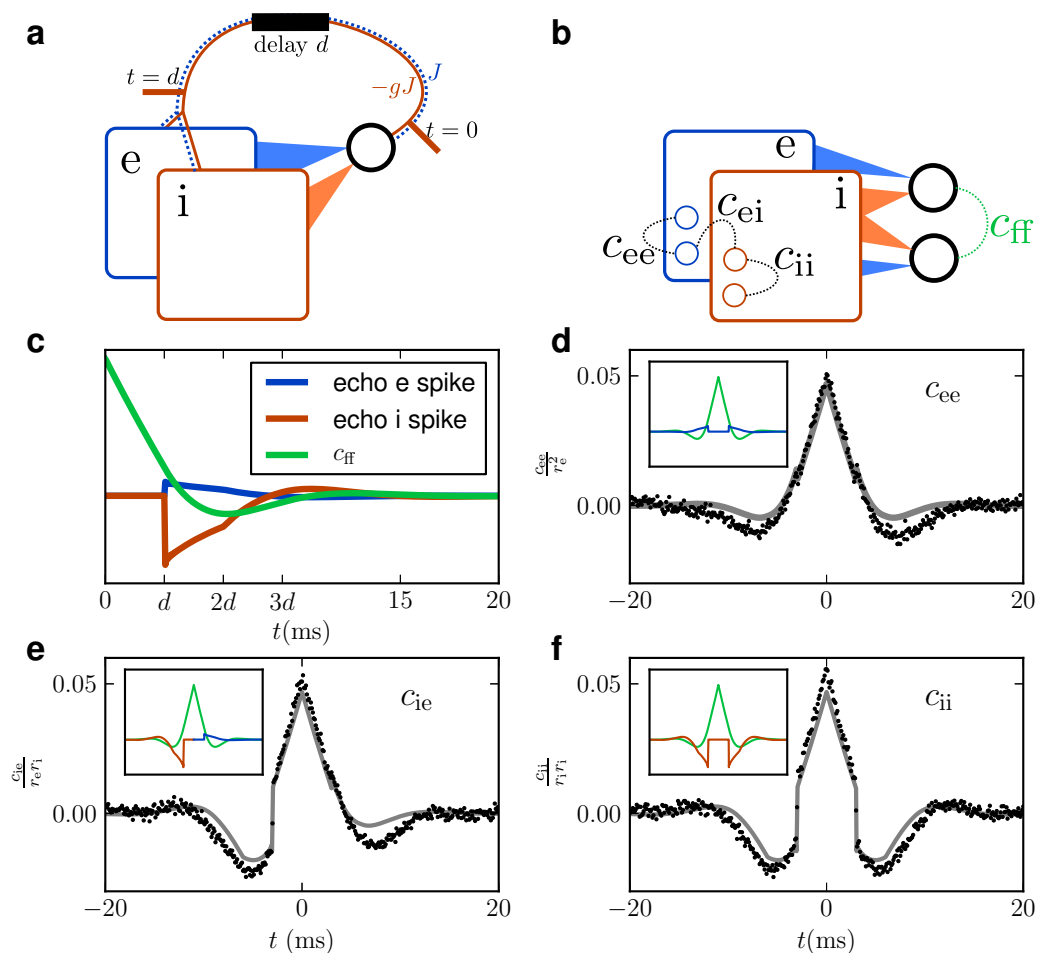 a
delay d
t = d
−gJ
J
t = 0
e
i
b
e
i
c_ei
c_ee
c_ii
c_ff
c
echo e spike
echo i spike
c_ff
0 d 2d 3d 15 20
t(ms)
d
c_ee
c_ee / r_e^2
0.05
0.00
−20 0 20
e
c_ie
c_ie / r_e r_i
0.05
0.00
−20 0 20
t (ms)
f
c_ii
c_ii / r_i r_i
0.05
0.00
−20 0 20
t(ms)